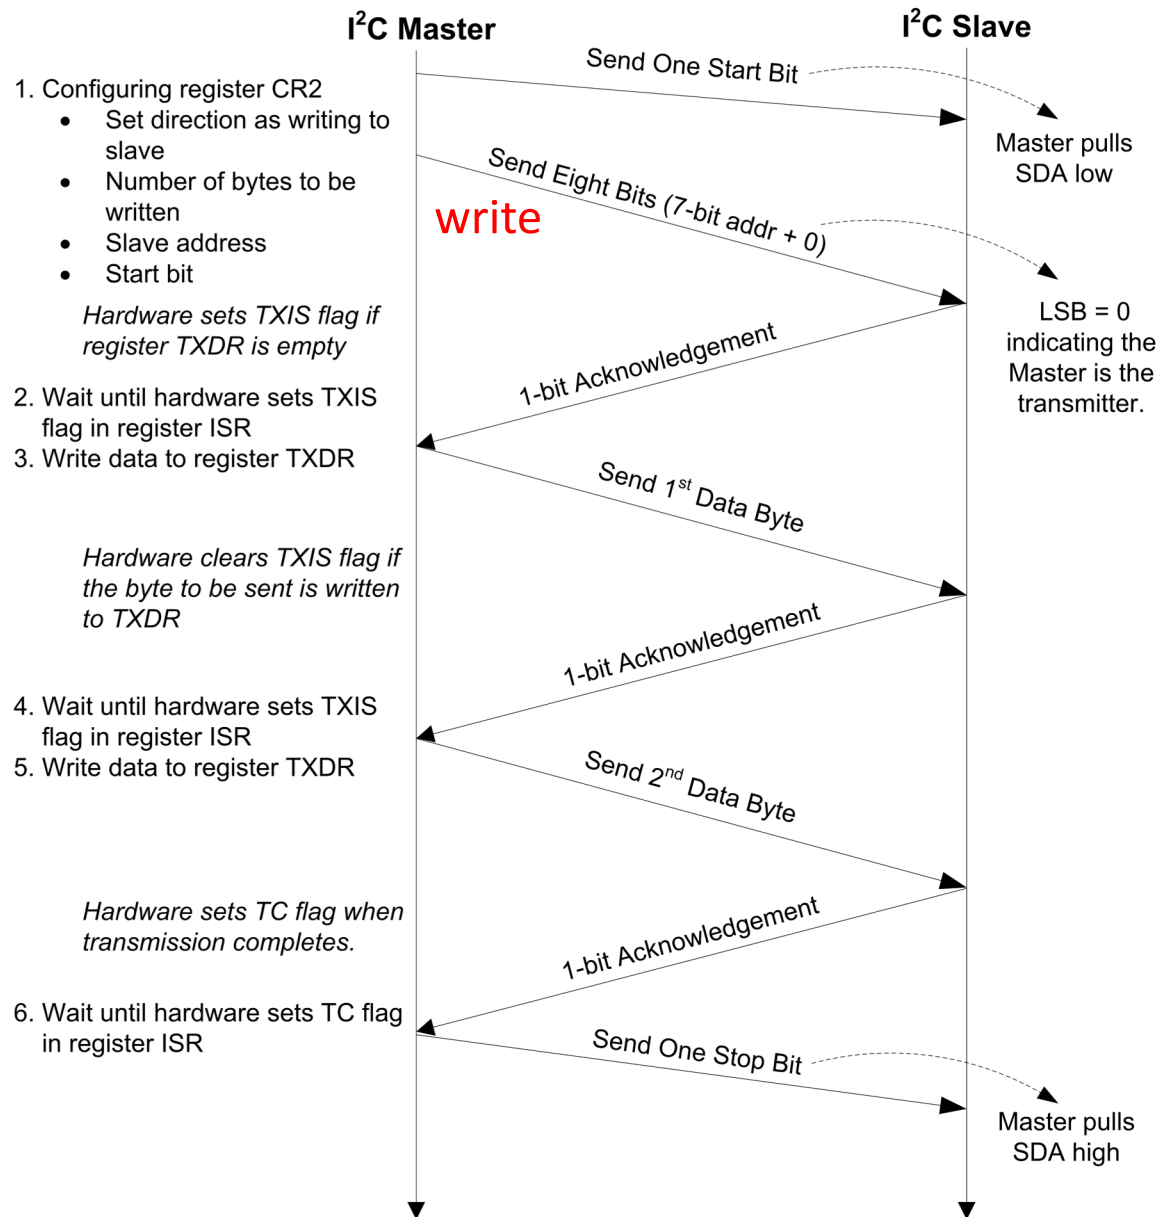 I²C Master
I²C Slave
Send One Start Bit
1. Configuring register CR2
• Set direction as writing to
slave
• Number of bytes to be
written
• Slave address
• Start bit
Master pulls
SDA low
Send Eight Bits (7-bit addr + 0)
write
Hardware sets TXIS flag if
register TXDR is empty
LSB = 0
indicating the
Master is the
transmitter.
1-bit Acknowledgement
2. Wait until hardware sets TXIS
flag in register ISR
3. Write data to register TXDR
Send 1st Data Byte
Hardware clears TXIS flag if
the byte to be sent is written
to TXDR
1-bit Acknowledgement
4. Wait until hardware sets TXIS
flag in register ISR
5. Write data to register TXDR
Send 2nd Data Byte
Hardware sets TC flag when
transmission completes.
1-bit Acknowledgement
6. Wait until hardware sets TC flag
in register ISR
Send One Stop Bit
Master pulls
SDA high